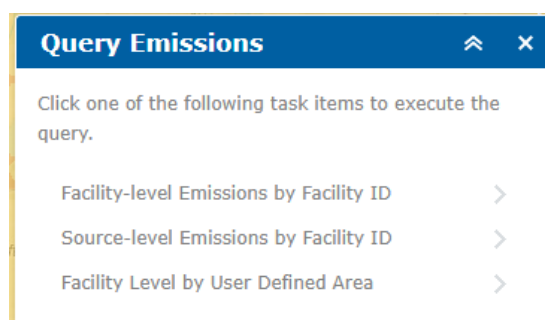 Query Emissions
Click one of the following task items to execute the
query.
Facility-level Emissions by Facility ID
Source-level Emissions by Facility ID
Facility Level by User Defined Area